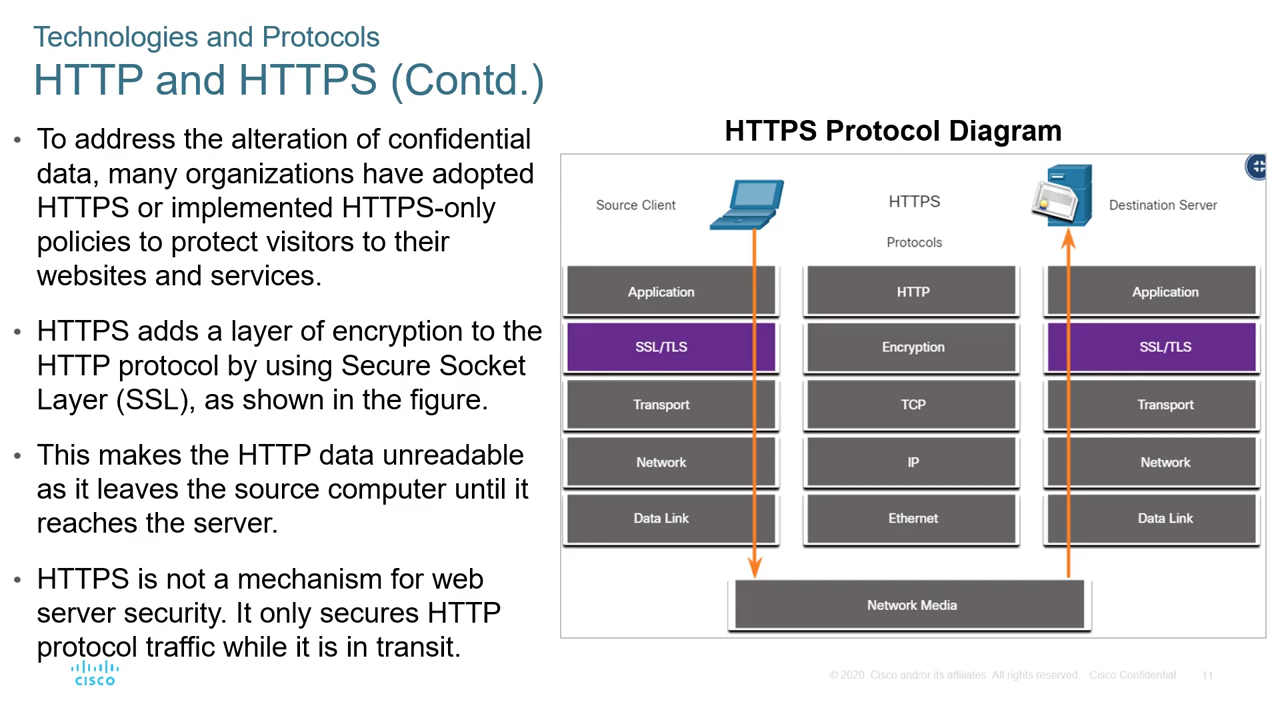 Technologies and Protocols
HTTP and HTTPS (Contd.)
• To address the alteration of confidential
data, many organizations have adopted
HTTPS or implemented HTTPS-only
policies to protect visitors to their
websites and services.
• HTTPS adds a layer of encryption to the
HTTP protocol by using Secure Socket
Layer (SSL), as shown in the figure.
• This makes the HTTP data unreadable
as it leaves the source computer until it
reaches the server.
• HTTPS is not a mechanism for web
server security. It only secures HTTP
protocol traffic while it is in transit.
HTTPS Protocol Diagram
Source Client
HTTPS
Destination Server
Protocols
Application
HTTP
Application
SSL/TLS
Encryption
SSL/TLS
Transport
TCP
Transport
Network
IP
Network
Data Link
Ethernet
Data Link
Network Media
CISCO
© 2020 Cisco and/or its affiliates. All rights reserved. Cisco Confidential
11